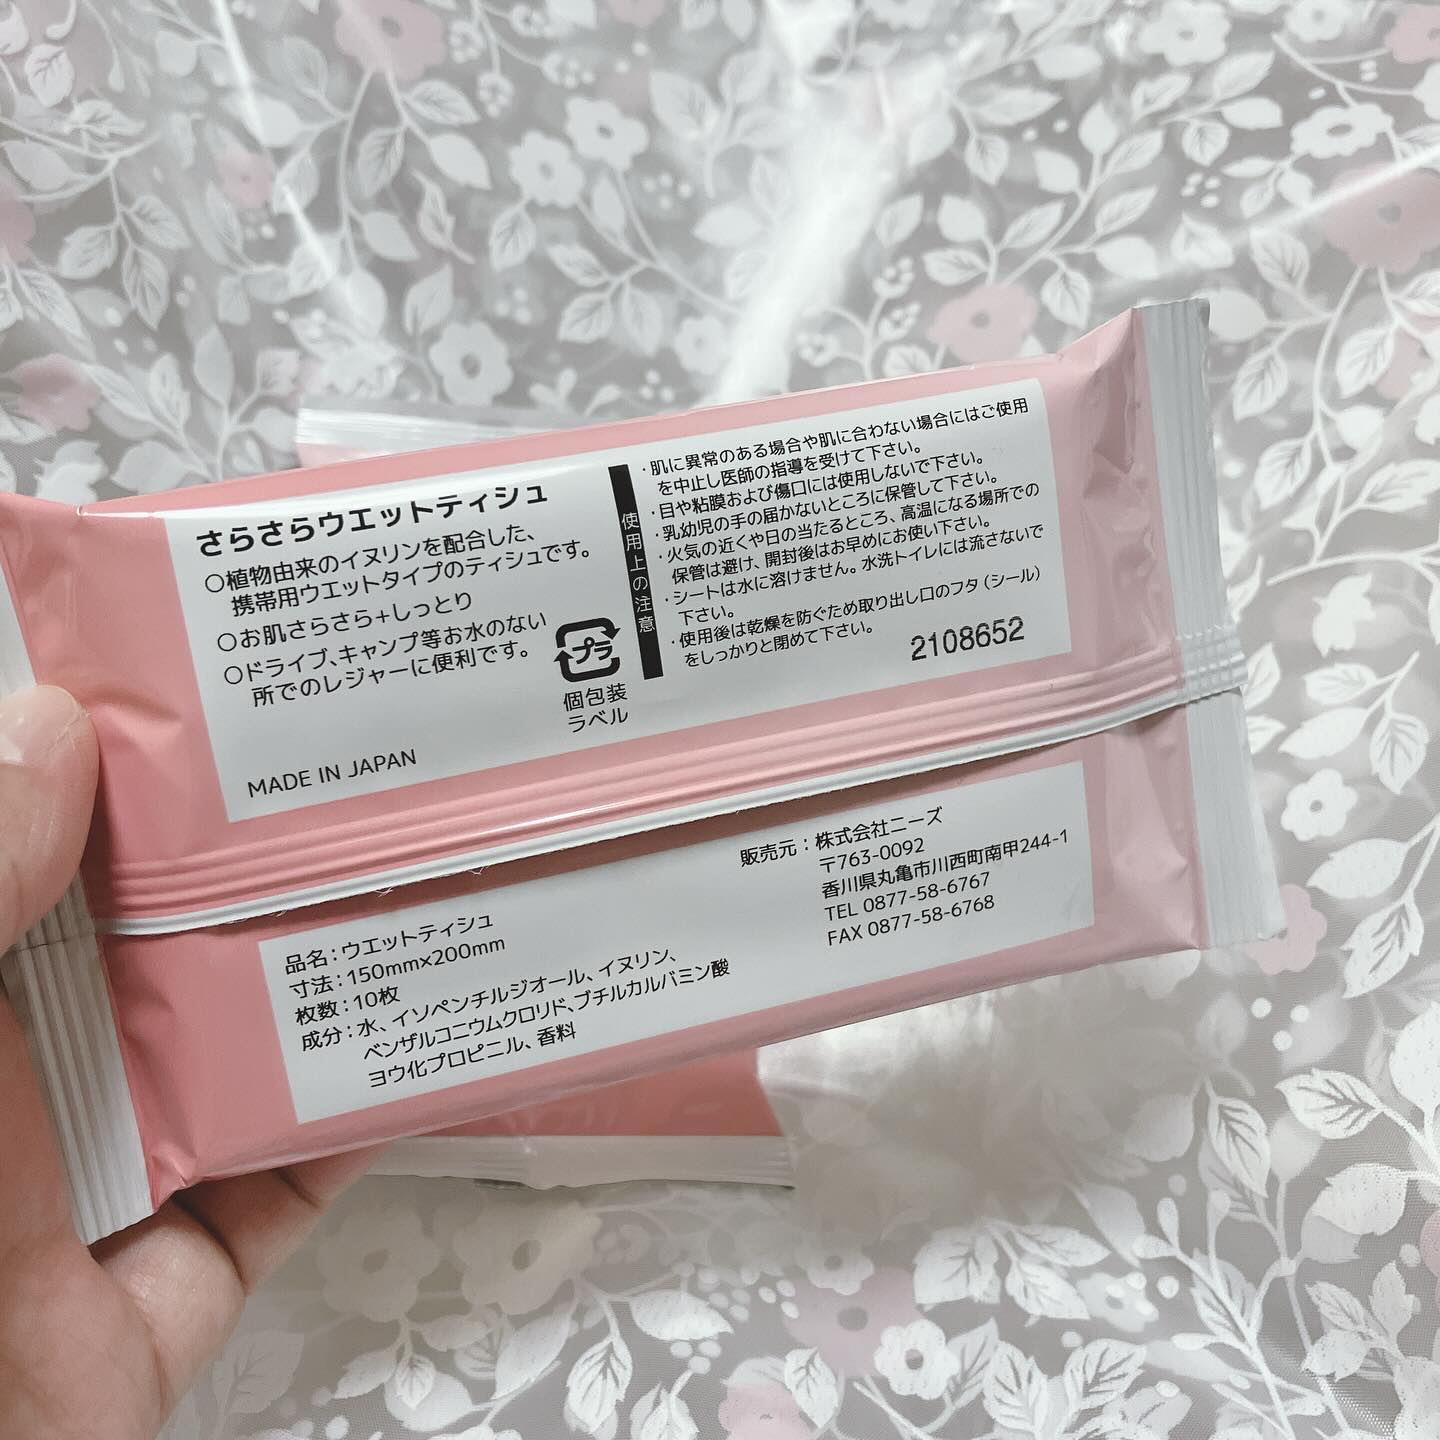 さらさらウエットティシュ
○植物由来のイヌリンを配合した、
携帯用ウエットタイプのティシュです。
○お肌さらさら+しっとり
○ドライブ、キャンプ等お水のない
所でのレジャーに便利です。
プラ
個包装
ラベル
MADE IN JAPAN
使用上の注意
・肌に異常のある場合や肌に合わない場合にはご使用
を中止し医師の指導を受けて下さい。
・目や粘膜および傷口には使用しないで下さい。
・乳幼児の手の届かないところに保管して下さい。
・火気の近くや日の当たるところ、高温になる場所での
保管は避け、開封後はお早めにお使い下さい。
・シートは水に溶けません。水洗トイレには流さないで
下さい。
・使用後は乾燥を防ぐため取り出し口のフタ（シール）
をしっかりと閉めて下さい。
2108652
品名：ウエットティシュ
寸法：150mm×200mm
枚数：10枚
成分：水、イソペンチルジオール、イヌリン、
ベンザルコニウムクロリド、ブチルカルバミン酸
ヨウ化プロピニル、香料
販売元：株式会社ニーズ
〒763-0092
香川県丸亀市川西町南甲244-1
TEL 0877-58-6767
FAX 0877-58-6768